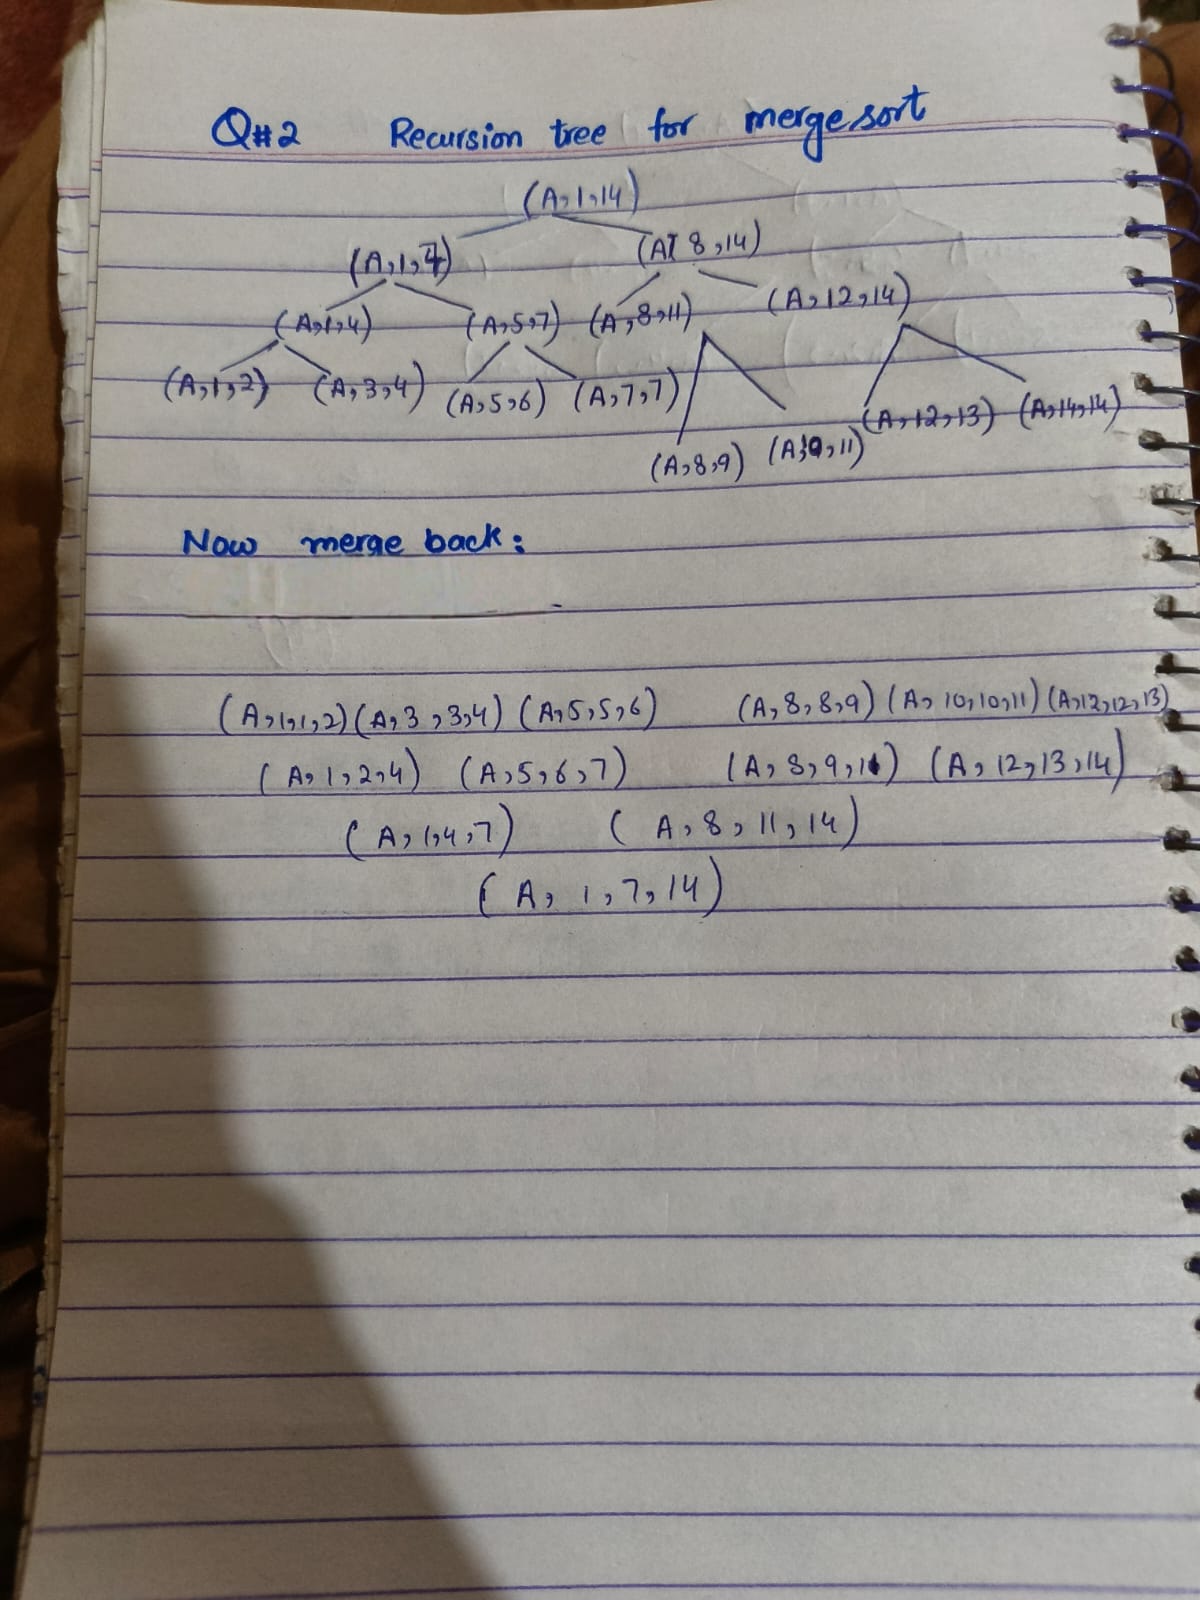 Q#2 Recursion tree for merge sort
(A,1,14)
(A,1,7) (A, 8,14)
(A,1,4) (A,5,7) (A,8,11) (A,12,14)
(A,1,2) (A,3,4) (A,5,6) (A,7,7) (A,12,13) (A,14,14)
(A,8,9) (A,10,11)
Now merge back:
(A,1,1,2) (A,3,3,4) (A,5,5,6) (A,8,8,9) (A,10,10,11) (A,12,12,13)
(A,1,2,4) (A,5,6,7) (A,8,9,11) (A,12,13,14)
(A,1,4,7) (A,8,11,14)
(A,1,7,14)